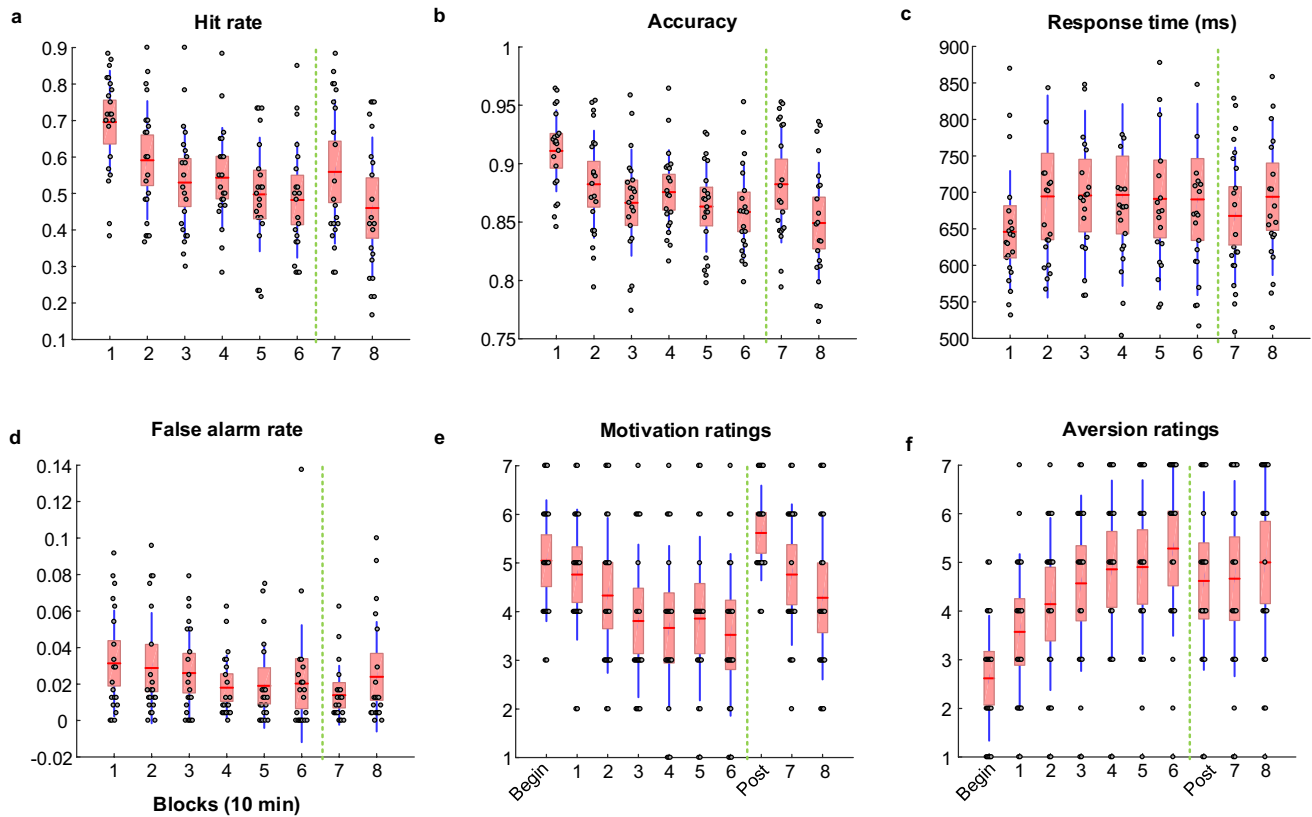 a
Hit rate
0.9
0.8
0.7
0.6
0.5
0.4
0.3
0.2
0.1
1 2 3 4 5 6 7 8
b
Accuracy
1
0.95
0.9
0.85
0.8
0.75
1 2 3 4 5 6 7 8
c
Response time (ms)
900
850
800
750
700
650
600
550
500
1 2 3 4 5 6 7 8
d
False alarm rate
0.14
0.12
0.1
0.08
0.06
0.04
0.02
0
-0.02
1 2 3 4 5 6 7 8
Blocks (10 min)
e
Motivation ratings
7
6
5
4
3
2
1
Begin 1 2 3 4 5 6 Post 7 8
f
Aversion ratings
7
6
5
4
3
2
1
Begin 1 2 3 4 5 6 Post 7 8